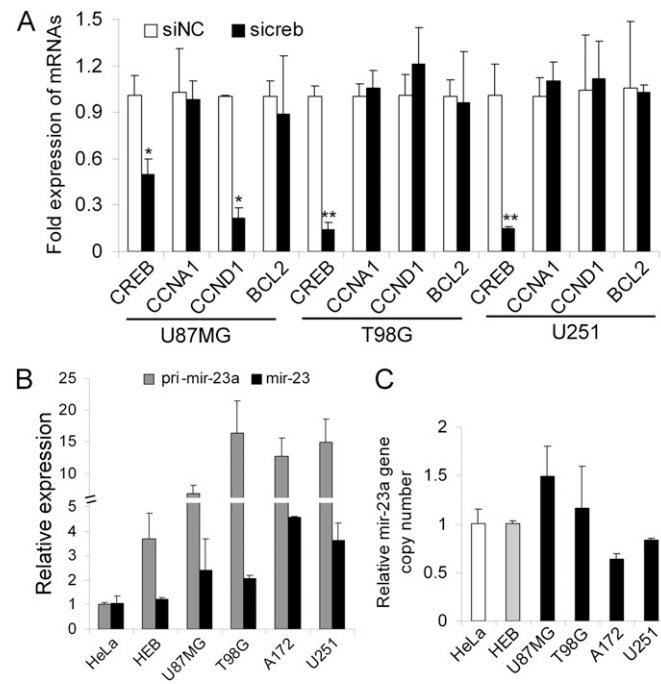 A
siNC sicreb
Fold expression of mRNAs
1.5
1.2
0.9
0.6
0.3
0
* * ** **
CREB CCNA1 CCND1 BCL2 CREB CCNA1 CCND1 BCL2 CREB CCNA1 CCND1 BCL2
U87MG T98G U251
B
pri-mir-23a mir-23
Relative expression
25
20
15
10
5
4
3
2
1
0
HeLa HEB U87MG T98G A172 U251
C
Relative mir-23a gene
copy number
2
1.5
1
0.5
0
HeLa HEB U87MG T98G A172 U251